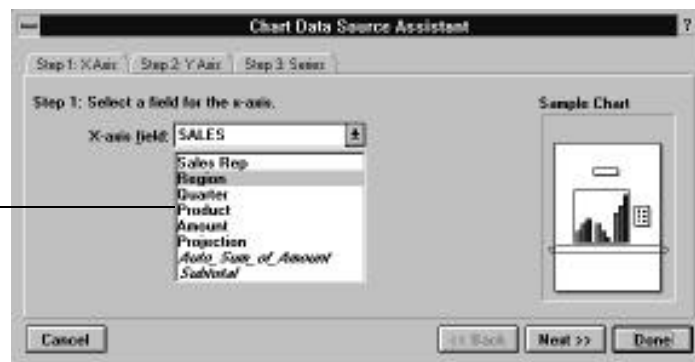 Chart Data Source Assistant ?
Step 1: X Axis Step 2: Y Axis Step 3: Series
Step 1: Select a field for the x-axis.
X-axis field: SALES
Sales Rep
Region
Quarter
Product
Amount
Projection
Auto_Sum_of_Amount
Subtotal
Sample Chart
Cancel << Back Next >> Done